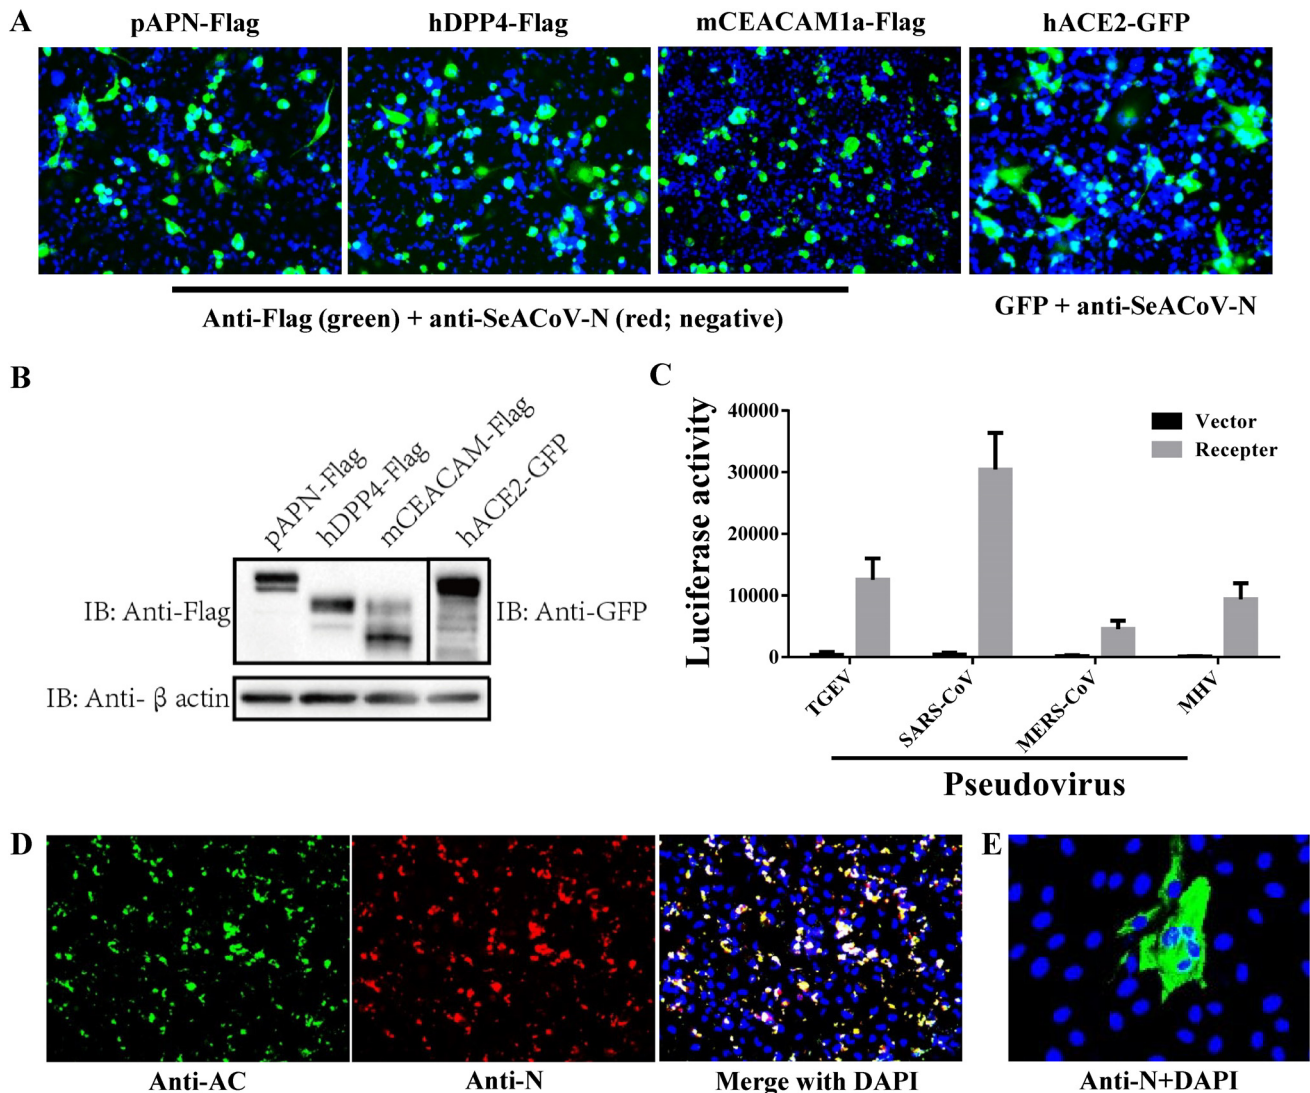 A
pAPN-Flag
hDPP4-Flag
mCEACAM1a-Flag
hACE2-GFP
Anti-Flag (green) + anti-SeACoV-N (red; negative)
GFP + anti-SeACoV-N
B
pAPN-Flag
hDPP4-Flag
mCEACAM-Flag
hACE2-GFP
IB: Anti-Flag
IB: Anti-GFP
IB: Anti- β actin
C
Luciferase activity
40000
30000
20000
10000
0
Vector
Recepter
TGEV
SARS-CoV
MERS-CoV
MHV
Pseudovirus
D
Anti-AC
Anti-N
Merge with DAPI
E
Anti-N+DAPI